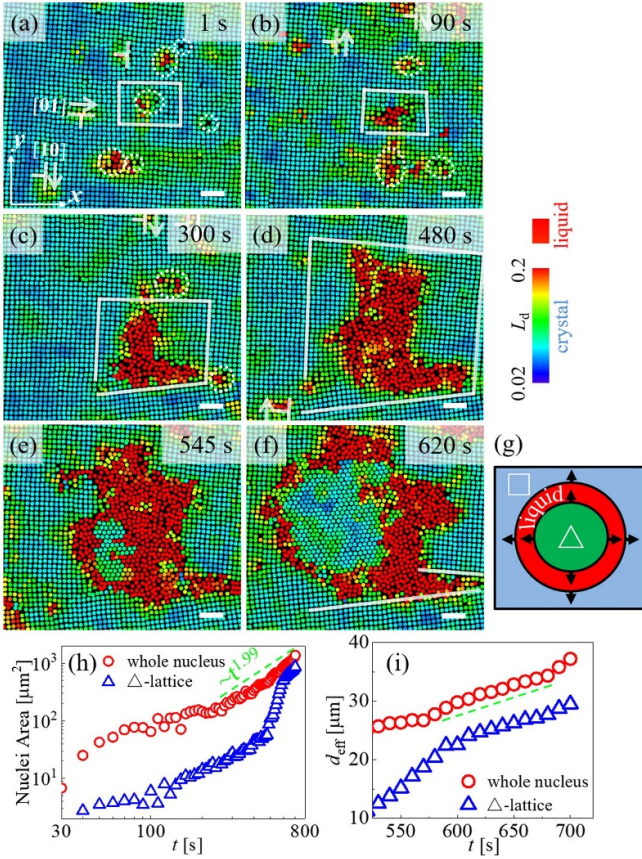 (a) 1 s
[01]
[10]
y
x
(b) 90 s
(c) 300 s
(d) 480 s
liquid
0.2
L_d
0.02
crystal
(e) 545 s
(f) 620 s
(g)
liquid
(h)
whole nucleus
△-lattice
~t^1.99
Nuclei Area [μm²]
10³
10²
10¹
30 100 800
t [s]
(i)
d_eff [μm]
40
30
20
10
whole nucleus
△-lattice
550 600 650 700
t [s]